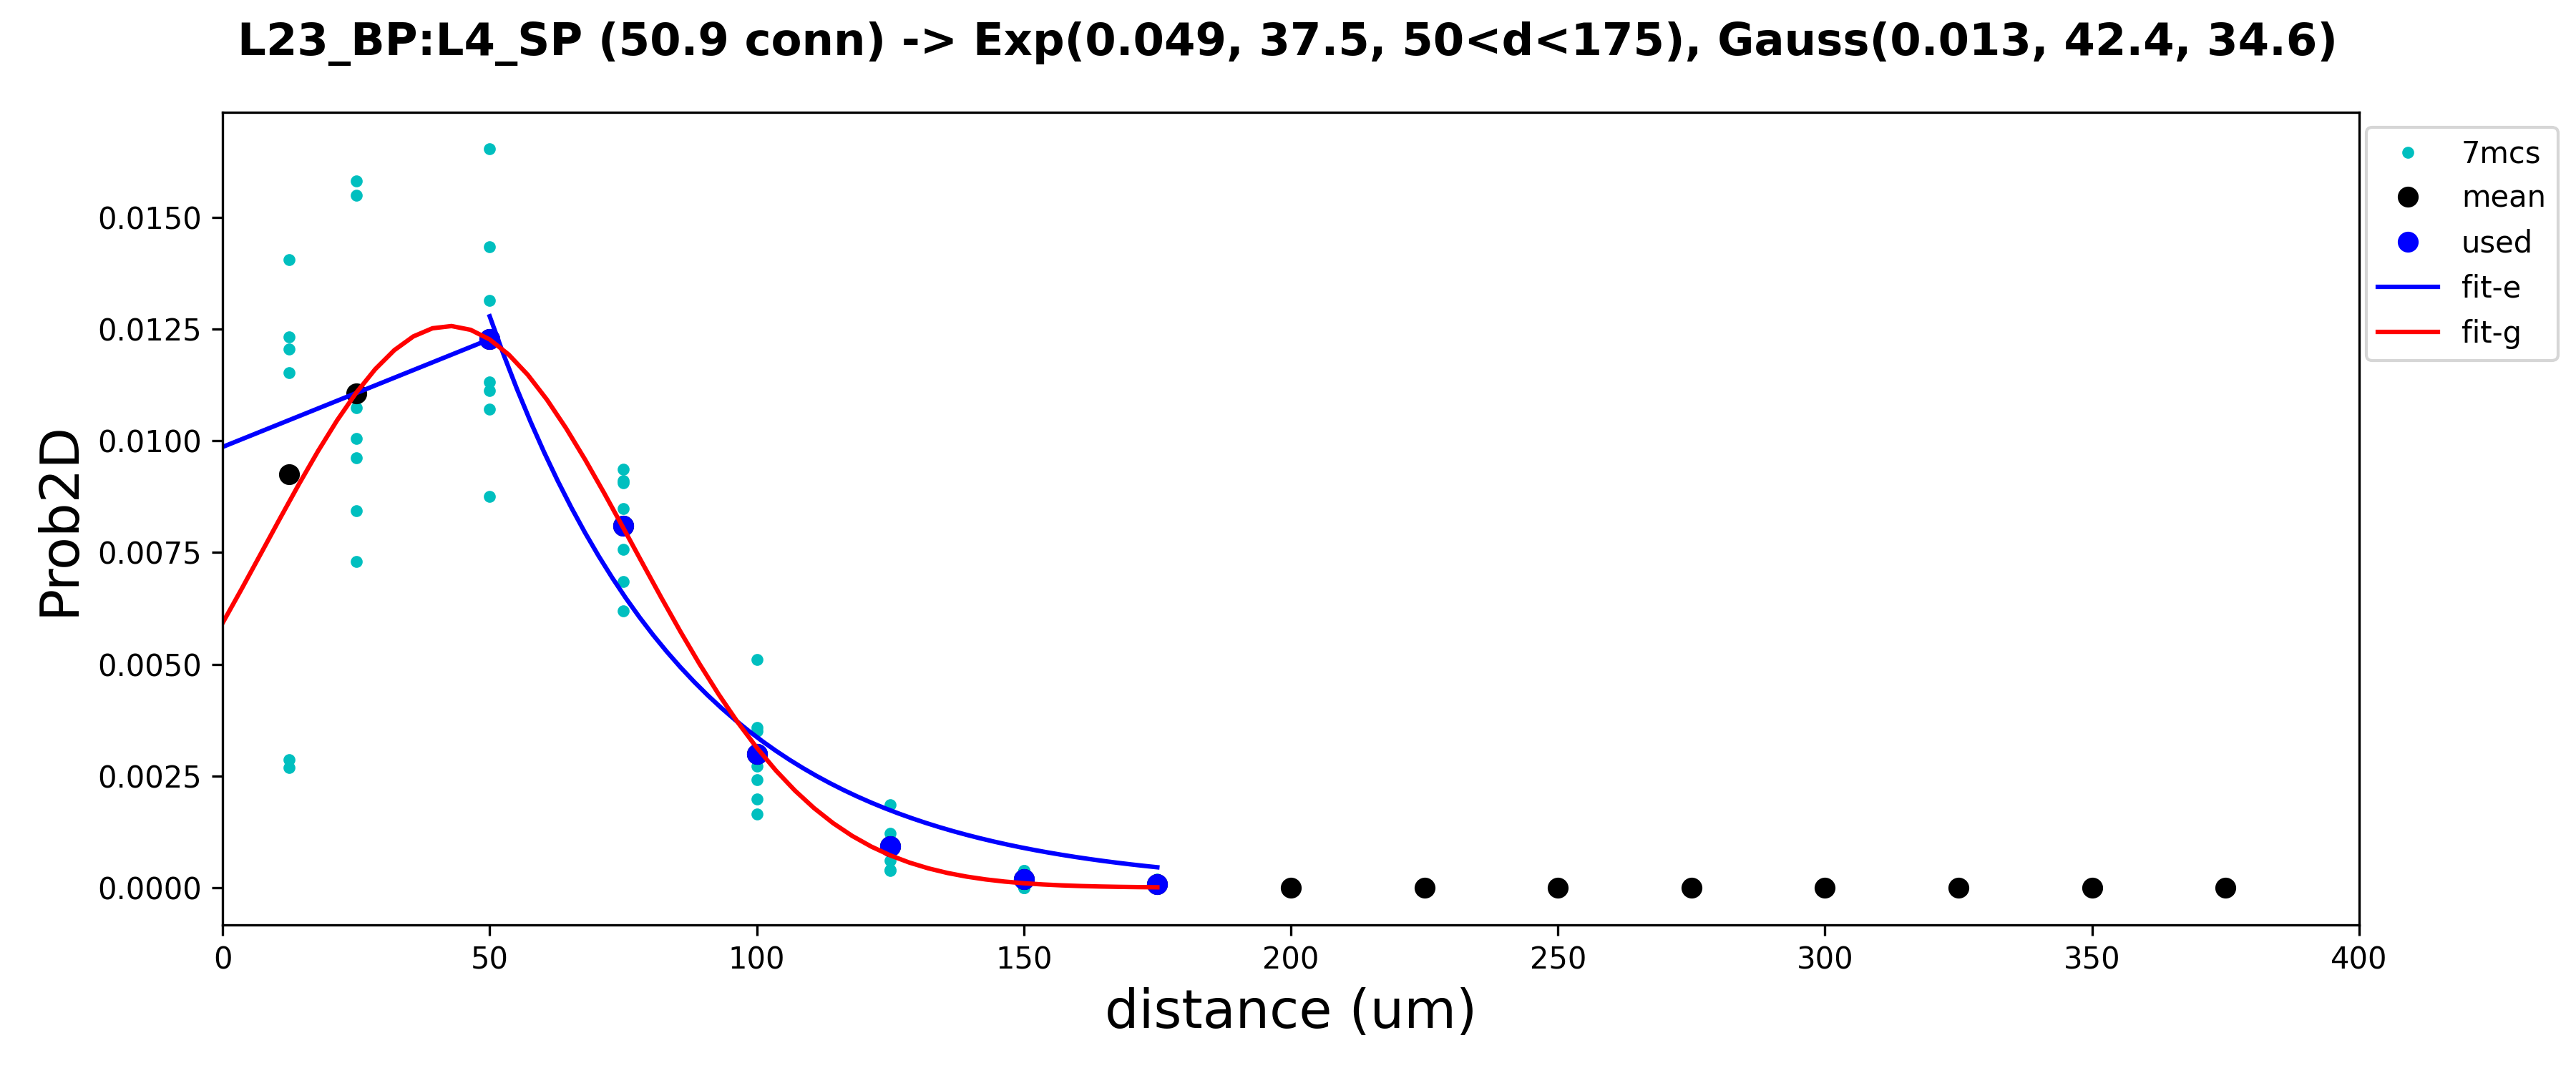 L23_BP:L4_SP (50.9 conn) -> Exp(0.049, 37.5, 50<d<175), Gauss(0.013, 42.4, 34.6)
7mcs
mean
used
fit-e
fit-g
Prob2D
0.0150
0.0125
0.0100
0.0075
0.0050
0.0025
0.0000
0 50 100 150 200 250 300 350 400
distance (um)